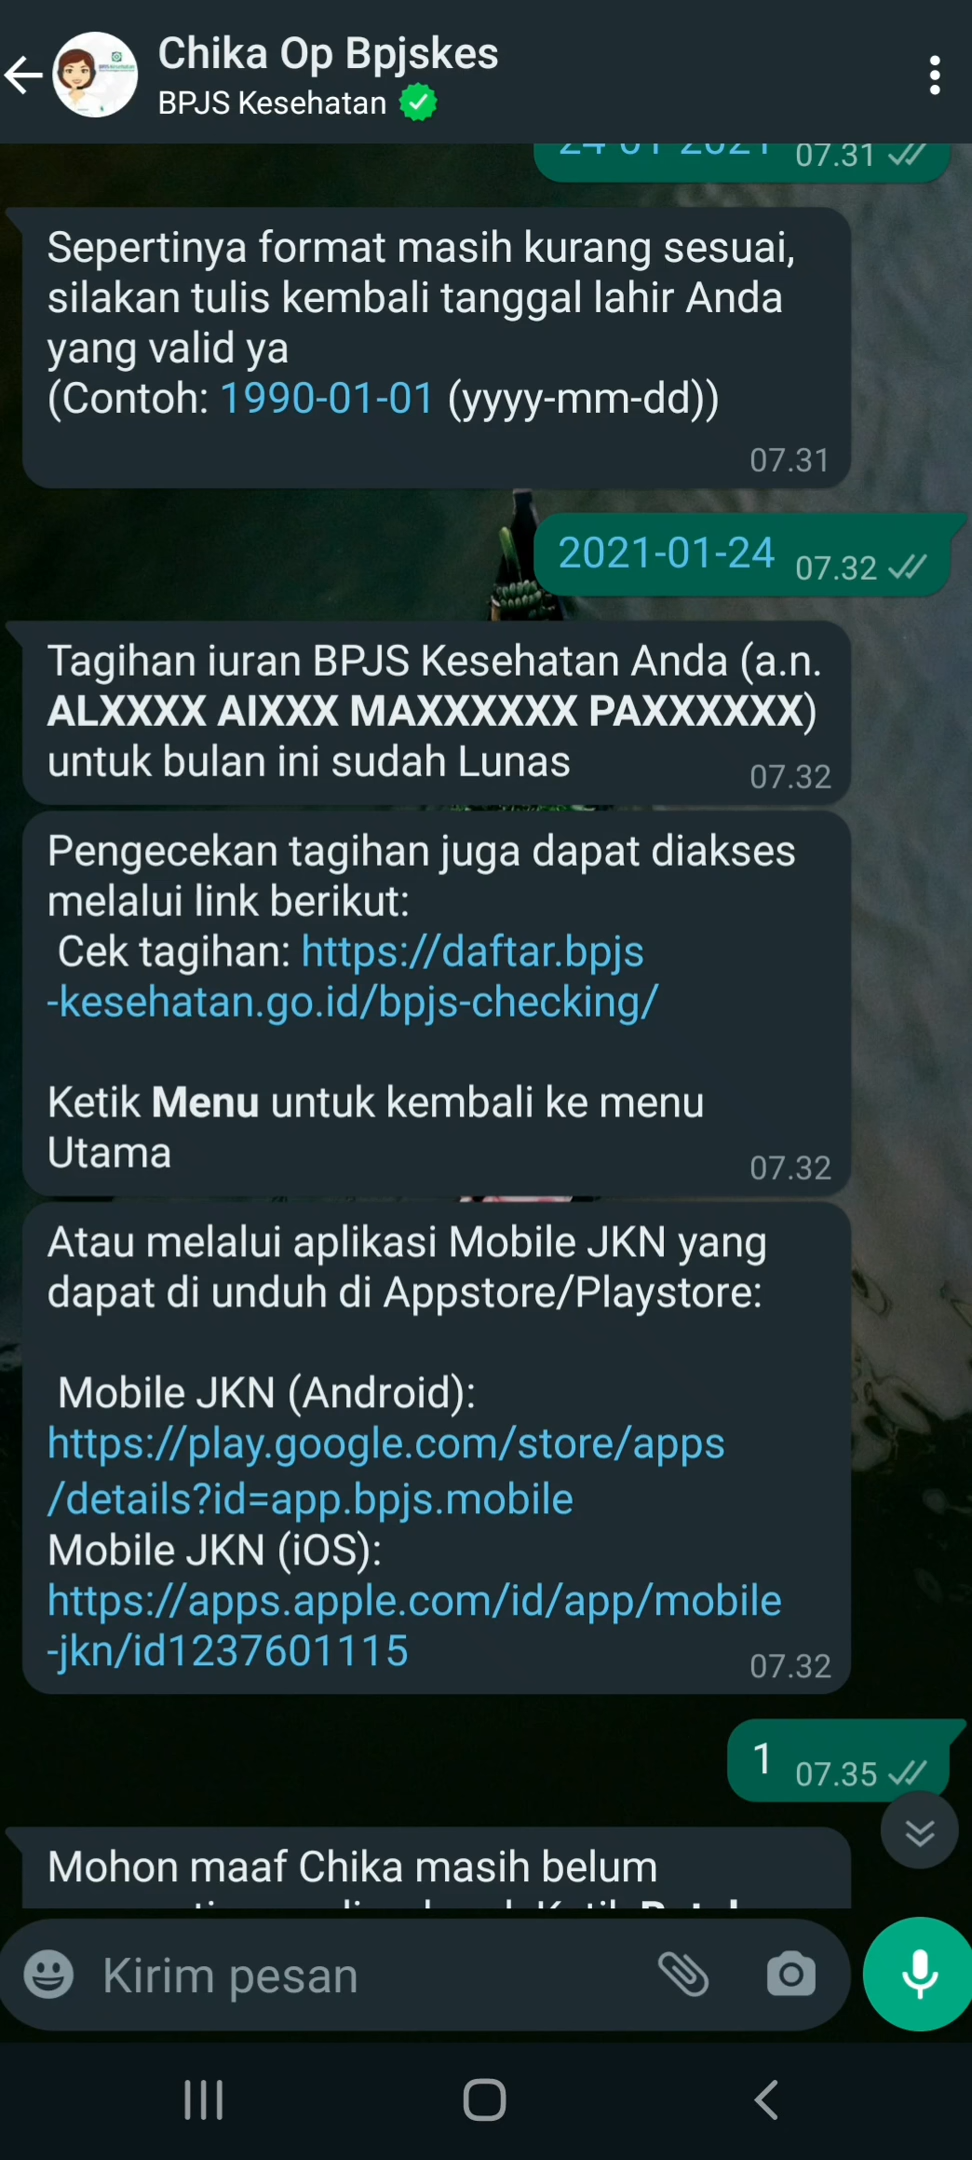 Chika Op Bpjskes
BPJS Kesehatan
24-01-2021 07.31
Sepertinya format masih kurang sesuai,
silakan tulis kembali tanggal lahir Anda
yang valid ya
(Contoh: 1990-01-01 (yyyy-mm-dd))
07.31
2021-01-24 07.32
Tagihan iuran BPJS Kesehatan Anda (a.n.
ALXXXX AIXXX MAXXXXXX PAXXXXXX)
untuk bulan ini sudah Lunas
07.32
Pengecekan tagihan juga dapat diakses
melalui link berikut:
Cek tagihan: https://daftar.bpjs
-kesehatan.go.id/bpjs-checking/
Ketik Menu untuk kembali ke menu
Utama
07.32
Atau melalui aplikasi Mobile JKN yang
dapat di unduh di Appstore/Playstore:
Mobile JKN (Android):
https://play.google.com/store/apps
/details?id=app.bpjs.mobile
Mobile JKN (iOS):
https://apps.apple.com/id/app/mobile
-jkn/id1237601115
07.32
1 07.35
Mohon maaf Chika masih belum
Kirim pesan